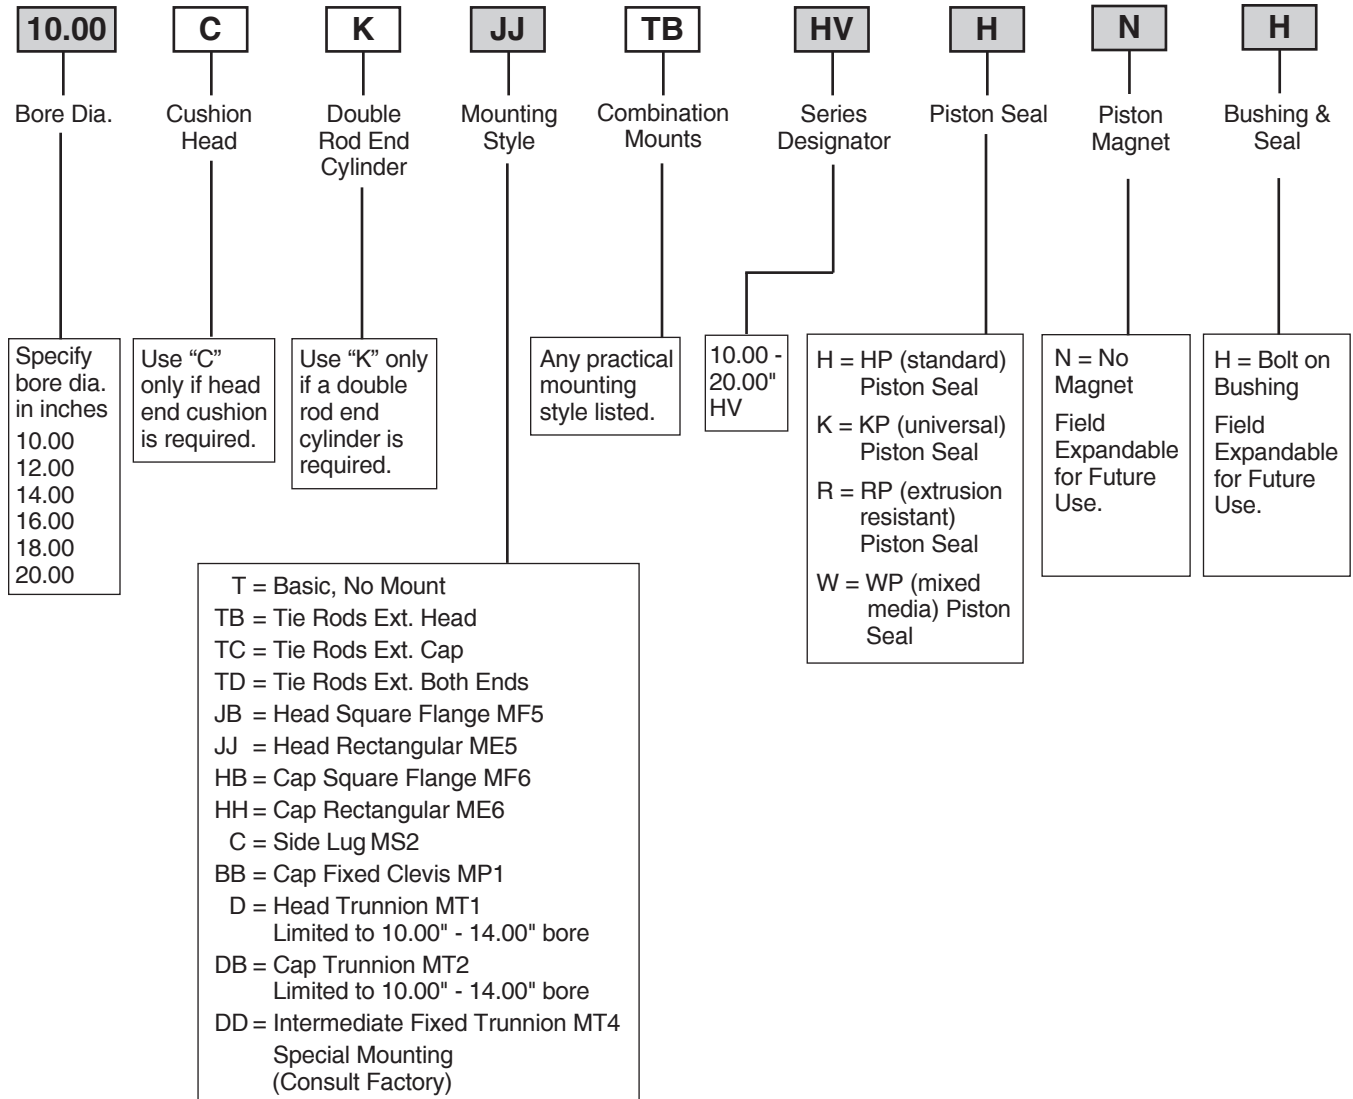 10.00 C K JJ TB HV H N H
Bore Dia.
Cushion
Head
Double
Rod End
Cylinder
Mounting
Style
Combination
Mounts
Series
Designator
Piston Seal
Piston
Magnet
Bushing &
Seal
Specify
bore dia.
in inches
10.00
12.00
14.00
16.00
18.00
20.00
Use “C”
only if head
end cushion
is required.
Use “K” only
if a double
rod end
cylinder is
required.
T = Basic, No Mount
TB = Tie Rods Ext. Head
TC = Tie Rods Ext. Cap
TD = Tie Rods Ext. Both Ends
JB = Head Square Flange MF5
JJ = Head Rectangular ME5
HB = Cap Square Flange MF6
HH = Cap Rectangular ME6
C = Side Lug MS2
BB = Cap Fixed Clevis MP1
D = Head Trunnion MT1
Limited to 10.00" - 14.00" bore
DB = Cap Trunnion MT2
Limited to 10.00" - 14.00" bore
DD = Intermediate Fixed Trunnion MT4
Special Mounting
(Consult Factory)
Any practical
mounting
style listed.
10.00 -
20.00"
HV
H = HP (standard)
Piston Seal
K = KP (universal)
Piston Seal
R = RP (extrusion
resistant)
Piston Seal
W = WP (mixed
media) Piston
Seal
N = No
Magnet
Field
Expandable
for Future
Use.
H = Bolt on
Bushing
Field
Expandable
for Future
Use.